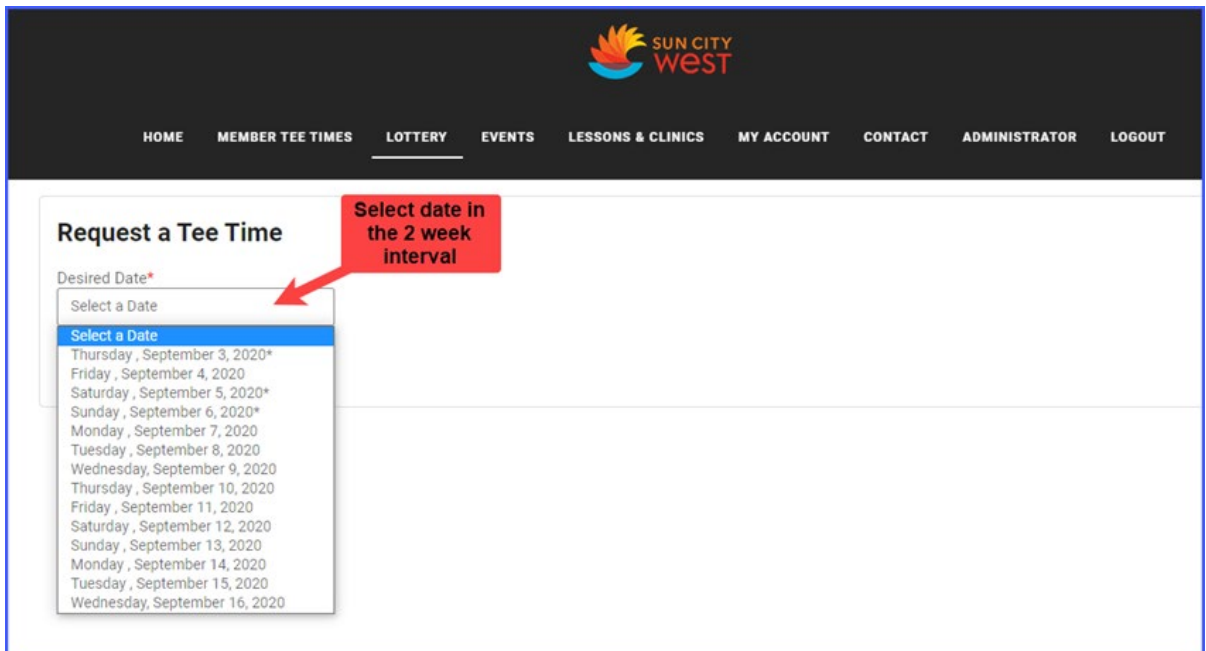 SUN CITY
west
HOME MEMBER TEE TIMES LOTTERY EVENTS LESSONS & CLINICS MY ACCOUNT CONTACT ADMINISTRATOR LOGOUT
Request a Tee Time
Select date in
the 2 week
interval
Desired Date*
Select a Date
Select a Date
Thursday , September 3, 2020*
Friday , September 4, 2020
Saturday , September 5, 2020*
Sunday , September 6, 2020*
Monday , September 7, 2020
Tuesday , September 8, 2020
Wednesday, September 9, 2020
Thursday , September 10, 2020
Friday , September 11, 2020
Saturday , September 12, 2020
Sunday , September 13, 2020
Monday , September 14, 2020
Tuesday , September 15, 2020
Wednesday, September 16, 2020